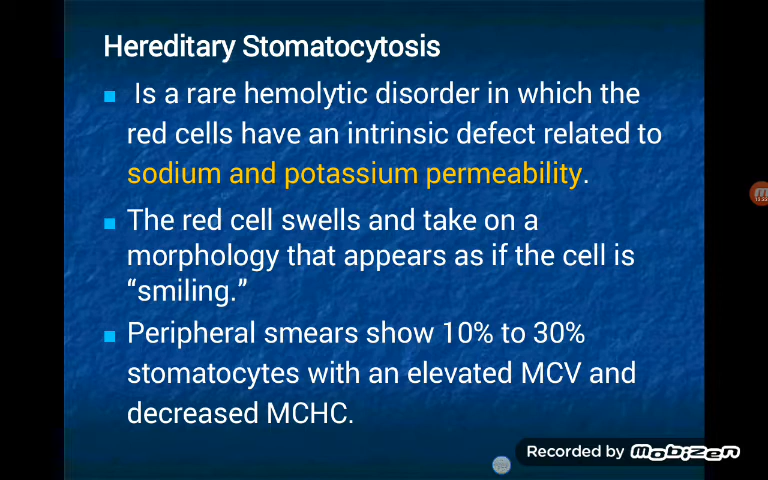 Hereditary Stomatocytosis
Is a rare hemolytic disorder in which the
red cells have an intrinsic defect related to
sodium and potassium permeability.
The red cell swells and take on a
morphology that appears as if the cell is
“smiling.”
Peripheral smears show 10% to 30%
stomatocytes with an elevated MCV and
decreased MCHC.
Recorded by mobizen